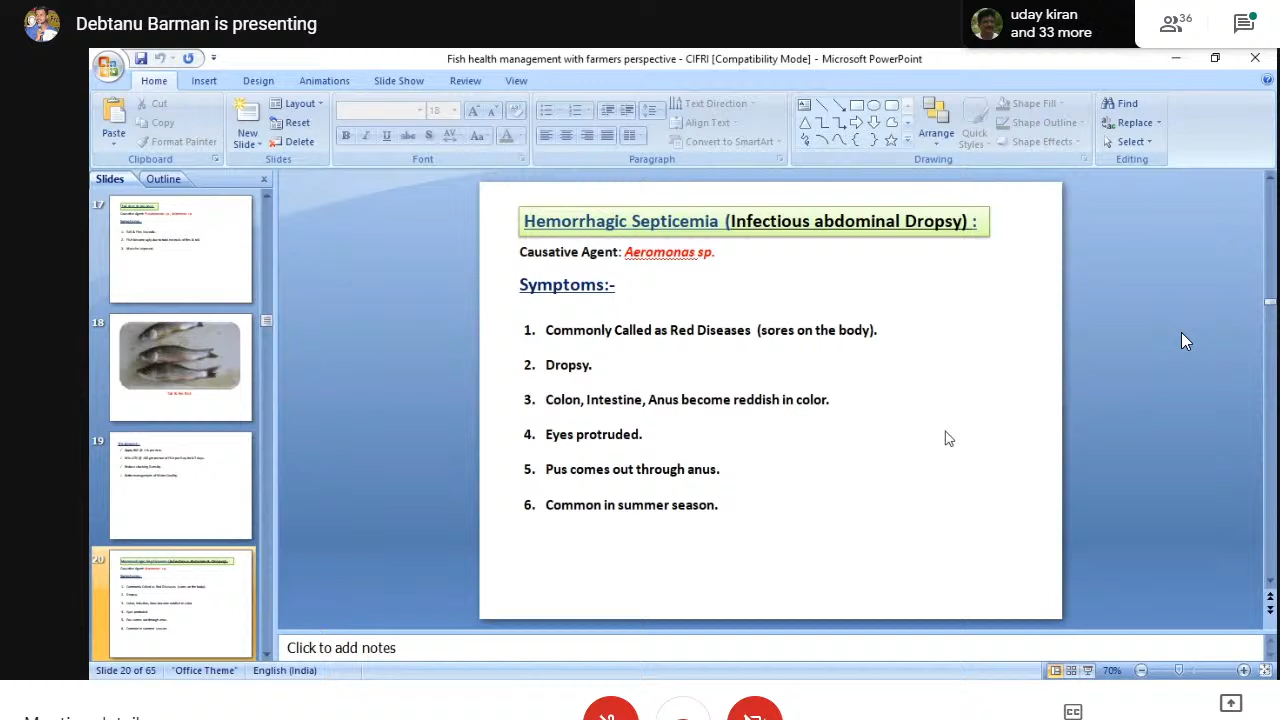 Debtanu Barman is presenting
uday kiran
and 33 more
36
Fish health management with farmers perspective - CIFRI [Compatibility Mode] - Microsoft PowerPoint
Home Insert Design Animations Slide Show Review View
Paste
Cut
Copy
Format Painter
Clipboard
New
Slide
Layout
Reset
Delete
Slides
18
Font
Text Direction
Align Text
Convert to SmartArt
Paragraph
Arrange
Quick
Styles
Shape Fill
Shape Outline
Shape Effects
Drawing
Find
Replace
Select
Editing
Slides Outline
17
18
19
20
Hemorrhagic Septicemia (Infectious abdominal Dropsy) :
Causative Agent: Aeromonas sp.
Symptoms:-
1. Commonly Called as Red Diseases (sores on the body).
2. Dropsy.
3. Colon, Intestine, Anus become reddish in color.
4. Eyes protruded.
5. Pus comes out through anus.
6. Common in summer season.
Click to add notes
Slide 20 of 65 "Office Theme" English (India) 70%
CC